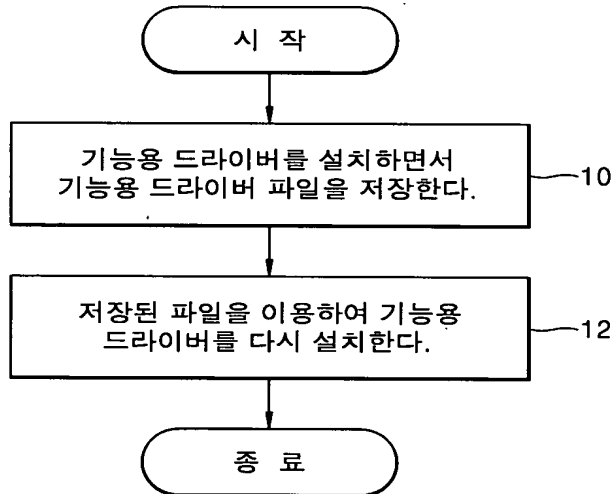 시 작
기능용 드라이버를 설치하면서
기능용 드라이버 파일을 저장한다.
10
저장된 파일을 이용하여 기능용
드라이버를 다시 설치한다.
12
종 료